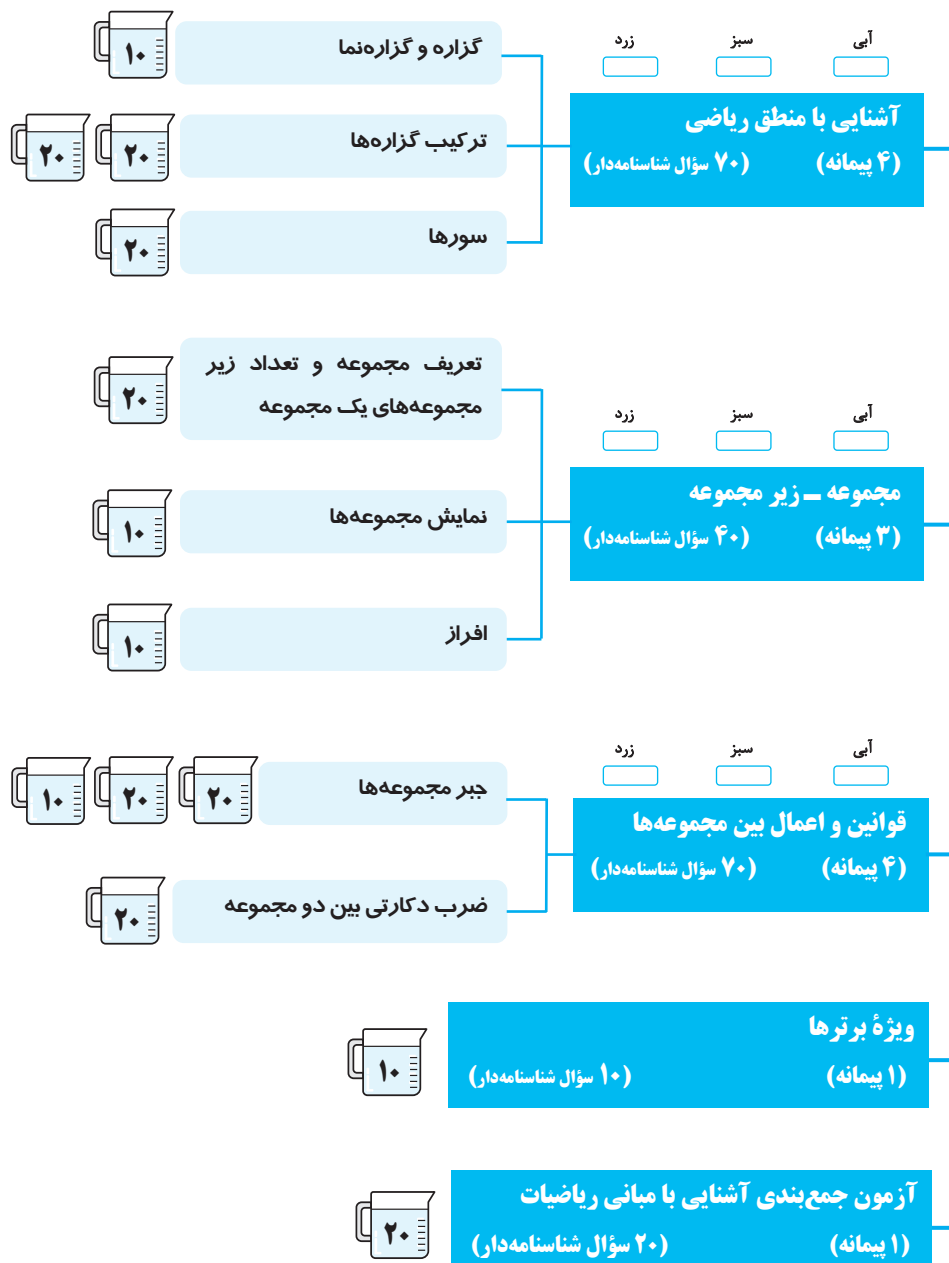 آبی سبز زرد
آشنایی با منطق ریاضی
(۴ پیمانه) (۷۰ سؤال شناسنامه‌دار)
گزاره و گزاره‌نما
۱۰
ترکیب گزاره‌ها
۲۰ ۲۰
سورها
۲۰
آبی سبز زرد
مجموعه ــ زیر مجموعه
(۳ پیمانه) (۴۰ سؤال شناسنامه‌دار)
تعریف مجموعه و تعداد زیر
مجموعه‌های یک مجموعه
۲۰
نمایش مجموعه‌ها
۱۰
افراز
۱۰
آبی سبز زرد
قوانین و اعمال بین مجموعه‌ها
(۴ پیمانه) (۷۰ سؤال شناسنامه‌دار)
جبر مجموعه‌ها
۲۰ ۲۰ ۱۰
ضرب دکارتی بین دو مجموعه
۲۰
ویژهٔ برترها
(۱ پیمانه) (۱۰ سؤال شناسنامه‌دار)
۱۰
آزمون جمع‌بندی آشنایی با مبانی ریاضیات
(۱ پیمانه) (۲۰ سؤال شناسنامه‌دار)
۲۰